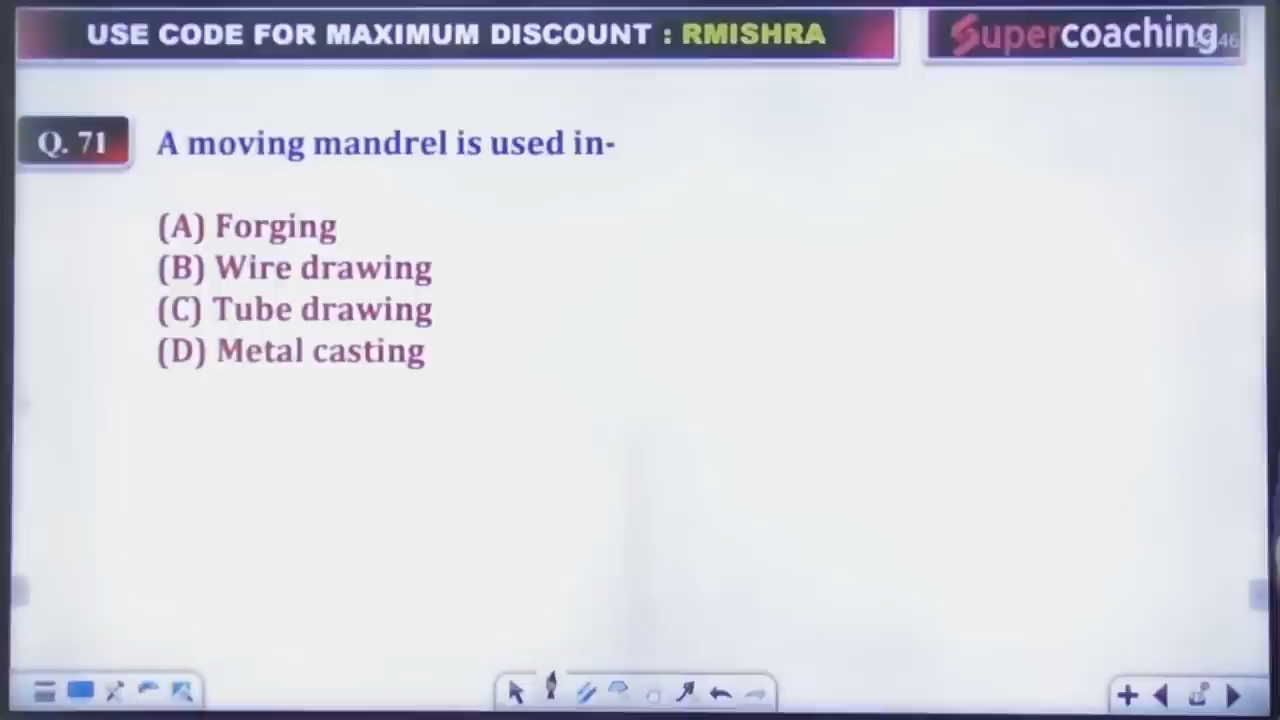 USE CODE FOR MAXIMUM DISCOUNT : RMISHRA
Supercoaching
Q. 71
A moving mandrel is used in-
(A) Forging
(B) Wire drawing
(C) Tube drawing
(D) Metal casting